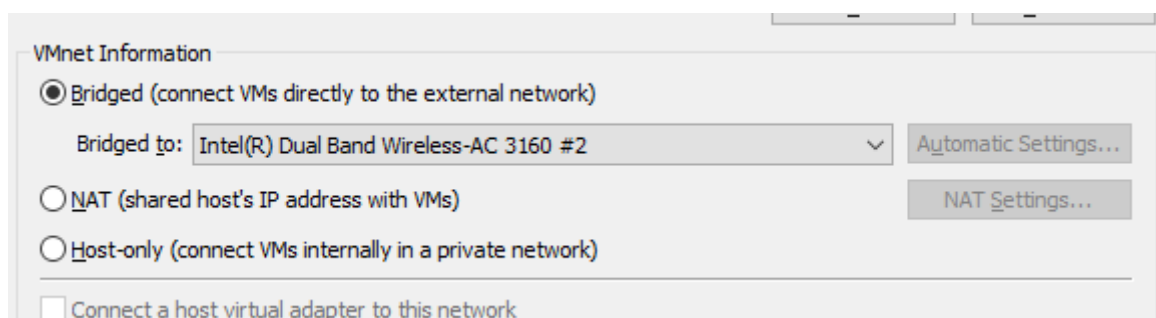 VMnet Information
Bridged (connect VMs directly to the external network)
Bridged to: Intel(R) Dual Band Wireless-AC 3160 #2 Automatic Settings...
NAT (shared host's IP address with VMs) NAT Settings...
Host-only (connect VMs internally in a private network)
Connect a host virtual adapter to this network